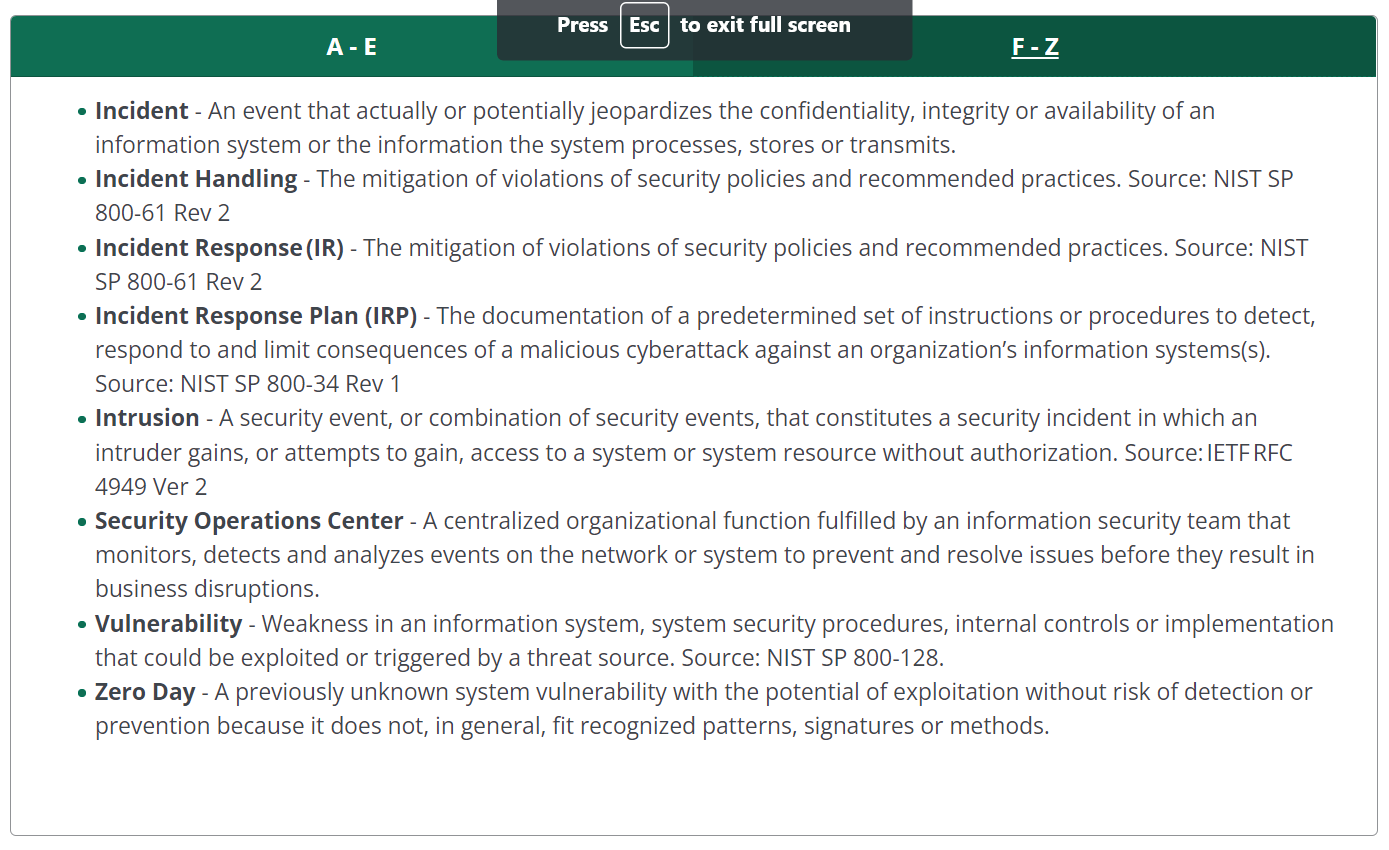 Press Esc to exit full screen
A - E
F - Z
• Incident - An event that actually or potentially jeopardizes the confidentiality, integrity or availability of an
information system or the information the system processes, stores or transmits.
• Incident Handling - The mitigation of violations of security policies and recommended practices. Source: NIST SP
800-61 Rev 2
• Incident Response (IR) - The mitigation of violations of security policies and recommended practices. Source: NIST
SP 800-61 Rev 2
• Incident Response Plan (IRP) - The documentation of a predetermined set of instructions or procedures to detect,
respond to and limit consequences of a malicious cyberattack against an organization’s information systems(s).
Source: NIST SP 800-34 Rev 1
• Intrusion - A security event, or combination of security events, that constitutes a security incident in which an
intruder gains, or attempts to gain, access to a system or system resource without authorization. Source: IETF RFC
4949 Ver 2
• Security Operations Center - A centralized organizational function fulfilled by an information security team that
monitors, detects and analyzes events on the network or system to prevent and resolve issues before they result in
business disruptions.
• Vulnerability - Weakness in an information system, system security procedures, internal controls or implementation
that could be exploited or triggered by a threat source. Source: NIST SP 800-128.
• Zero Day - A previously unknown system vulnerability with the potential of exploitation without risk of detection or
prevention because it does not, in general, fit recognized patterns, signatures or methods.